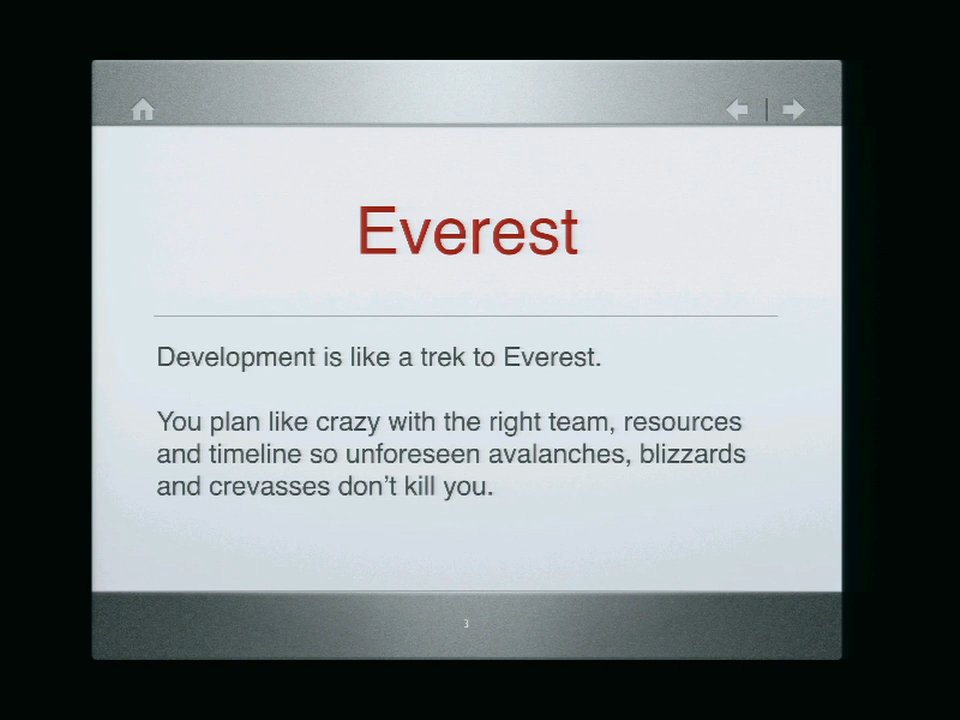 Everest
Development is like a trek to Everest.
You plan like crazy with the right team, resources
and timeline so unforeseen avalanches, blizzards
and crevasses don't kill you.
3